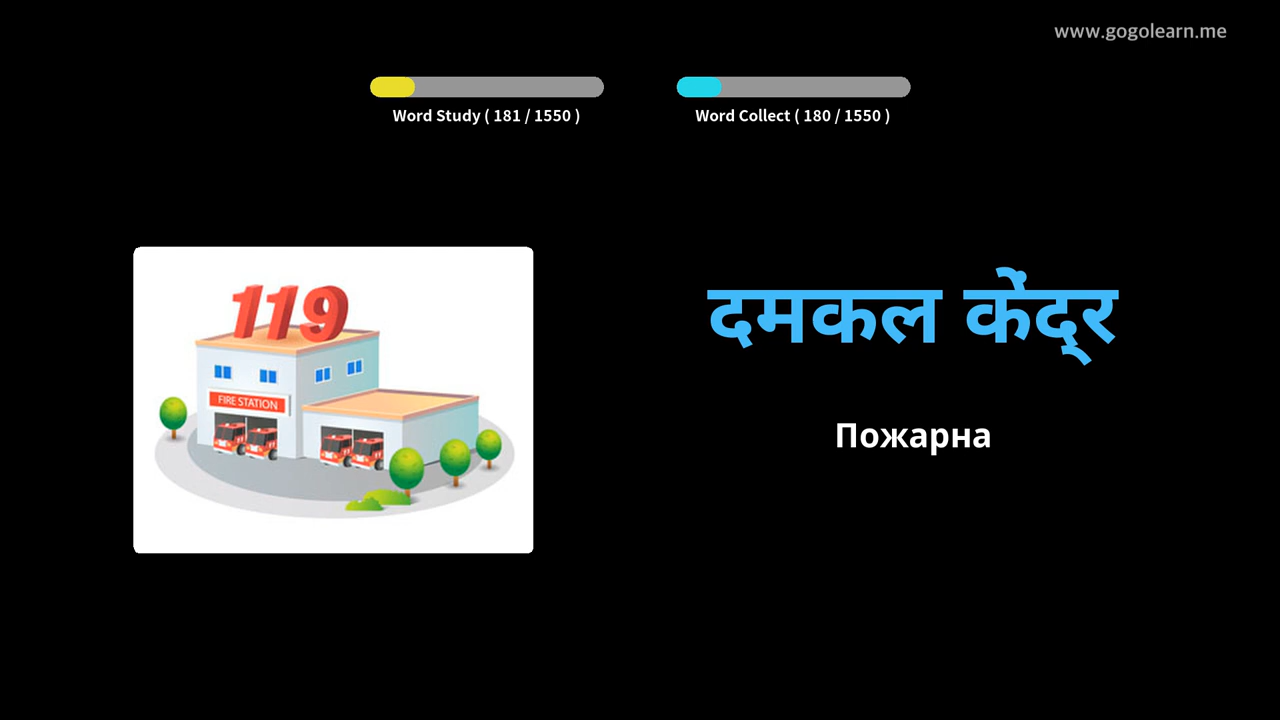 www.gogolearn.me
Word Study ( 181 / 1550 )
Word Collect ( 180 / 1550 )
119
FIRE STATION
दमकल केंद्र
Пожарна